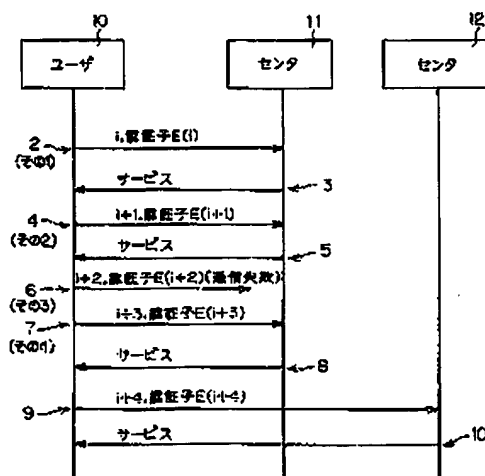 10
11
12
ユーザ
センタ
センタ
i,認証子E(i)
2
(その1)
サービス
3
i+1,認証子E(i+1)
4
(その2)
サービス
5
i+2,認証子E(i+2)(通信失敗)
6
(その3)
i+3,認証子E(i+3)
7
サービス
8
i+4,認証子E(i+4)
9
サービス
10